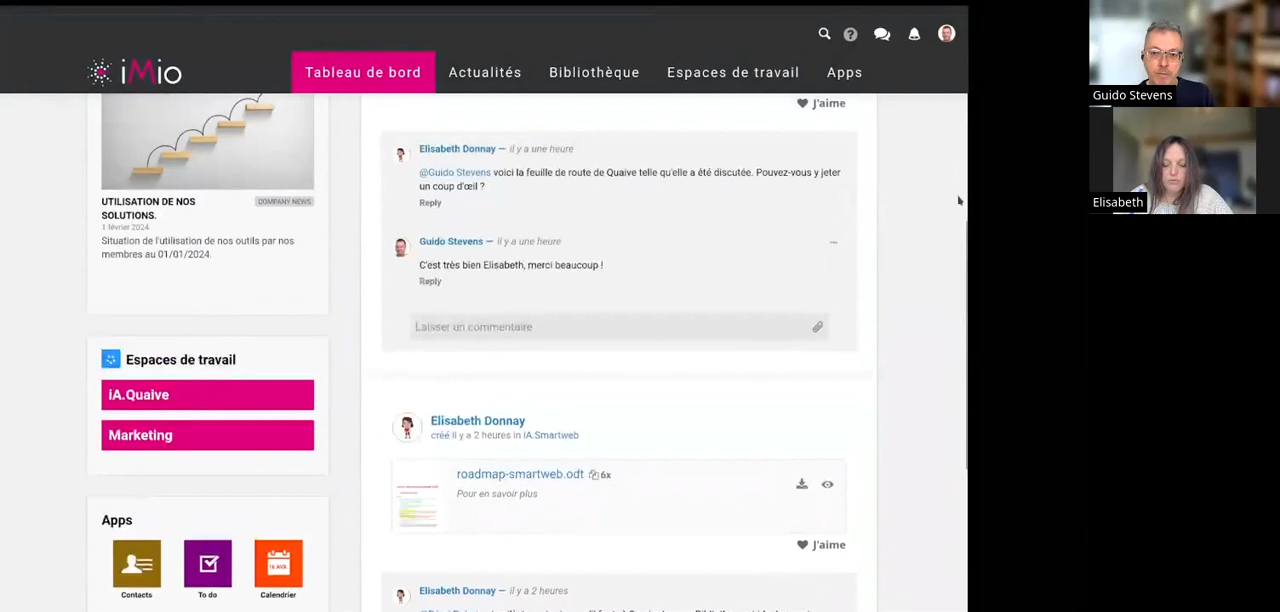 iMio
Tableau de bord
Actualités
Bibliothèque
Espaces de travail
Apps
Guido Stevens
Elisabeth
UTILISATION DE NOS
SOLUTIONS.
COMPANY NEWS
1 février 2024
Situation de l'utilisation de nos outils par nos
membres au 01/01/2024.
Espaces de travail
iA.Quaive
Marketing
Apps
Contacts
To do
Calendrier
J'aime
Elisabeth Donnay — il y a une heure
@Guido Stevens voici la feuille de route de Quaive telle qu'elle a été discutée. Pouvez-vous y jeter
un coup d'œil ?
Reply
Guido Stevens — il y a une heure
C'est très bien Elisabeth, merci beaucoup !
Reply
Laisser un commentaire
Elisabeth Donnay
créé il y a 2 heures in iA.Smartweb
roadmap-smartweb.odt 6x
Pour en savoir plus
J'aime
Elisabeth Donnay — il y a 2 heures